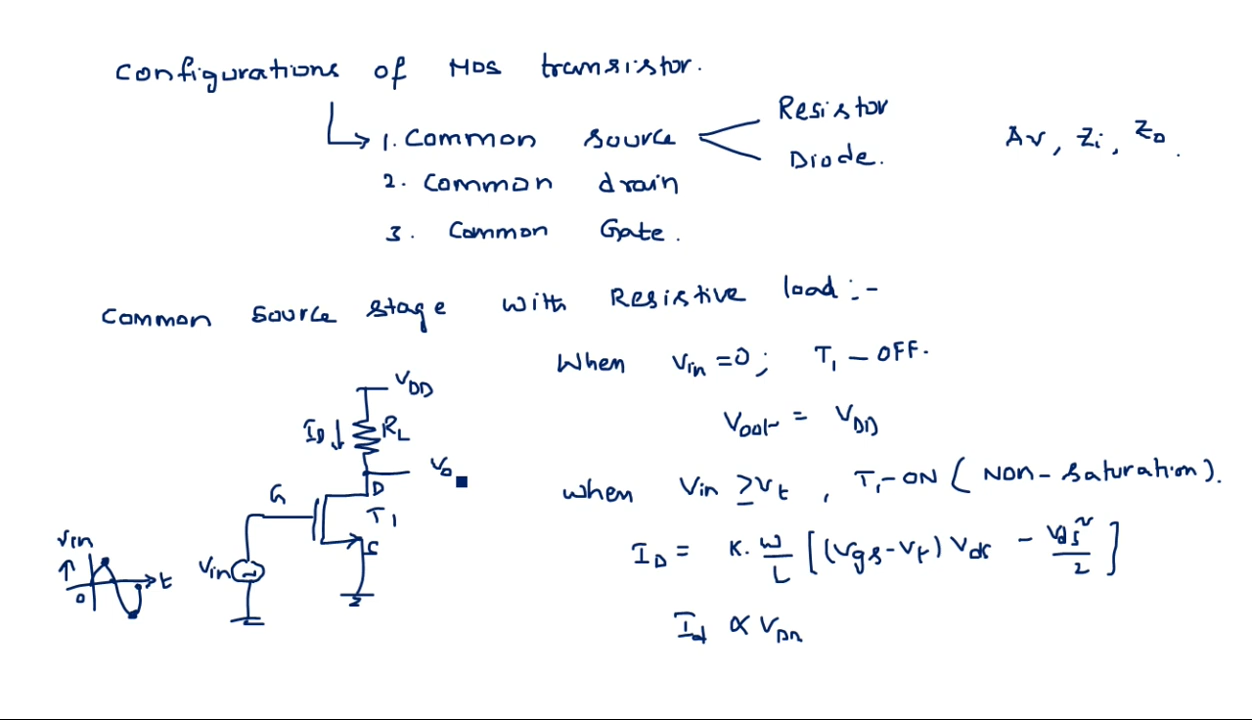 Configurations of MOS transistor.
1. Common source Resistor
Diode.
Av, Zi, Zo.
2. Common drain
3. Common Gate.
Common Source stage with Resistive load :-
When Vin = 0 ; T1 - OFF.
Vout = VDD
When Vin ≥ Vt , T1 - ON ( NON - saturation ).
ID = K. W/L [ (Vgs - Vt) Vds - Vds²/2 ]
Id ∝ VDD
VDD
ID ↓ RL
Vo
D
G
T1
S
Vin
Vin
t
0